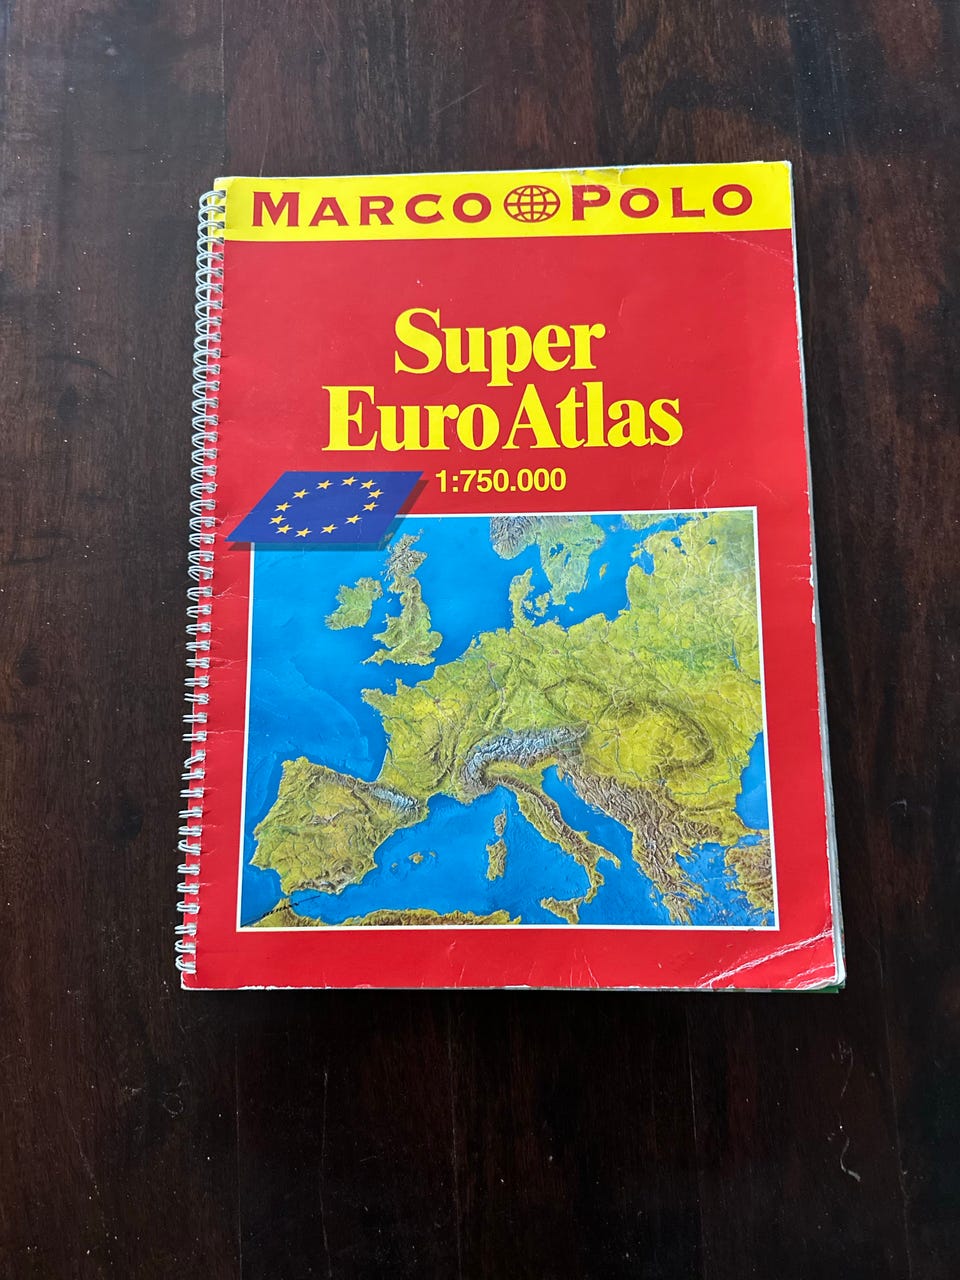 MARCO POLO
Super
Euro Atlas
1:750.000